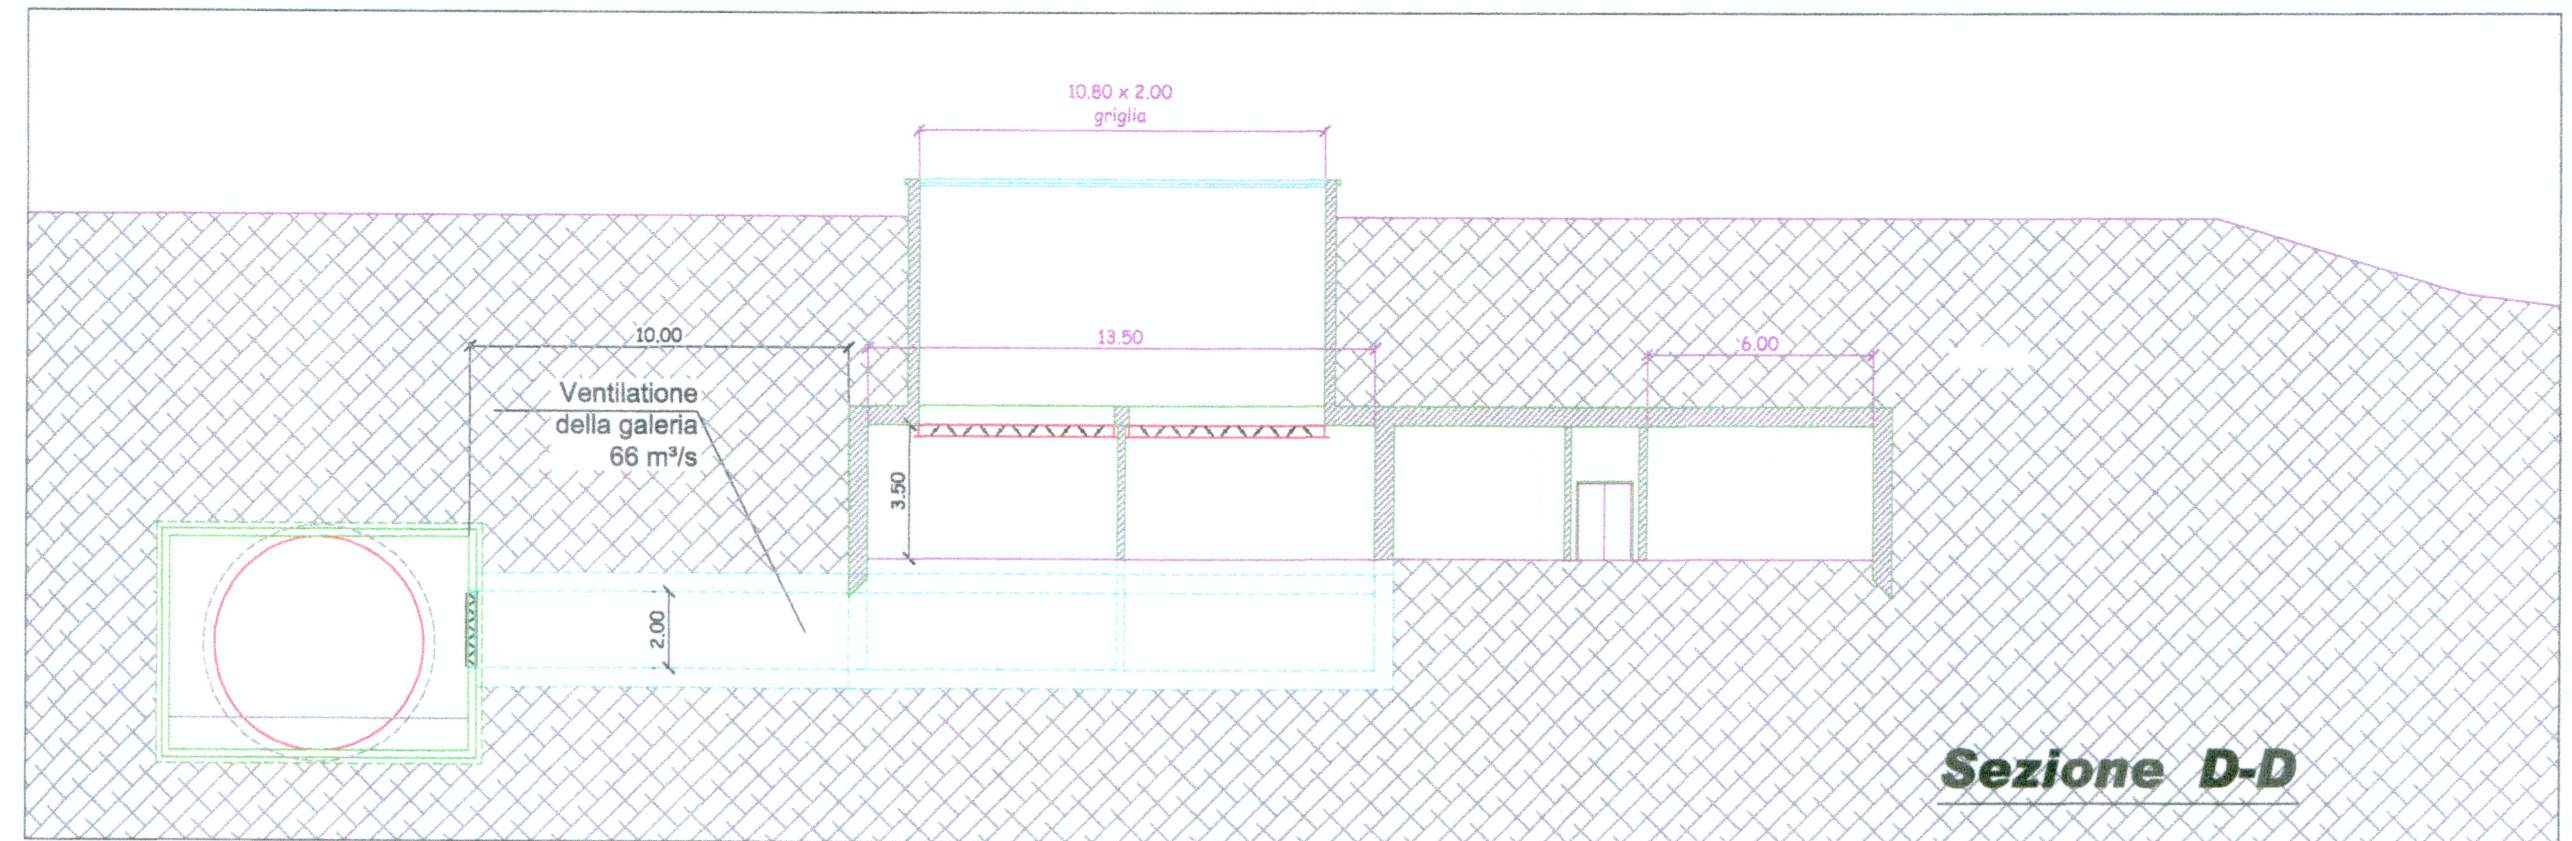 10.80 x 2.00
griglia
10.00
13.50
6.00
Ventilatione
della galeria
66 m³/s
3.50
2.00
Sezione D-D